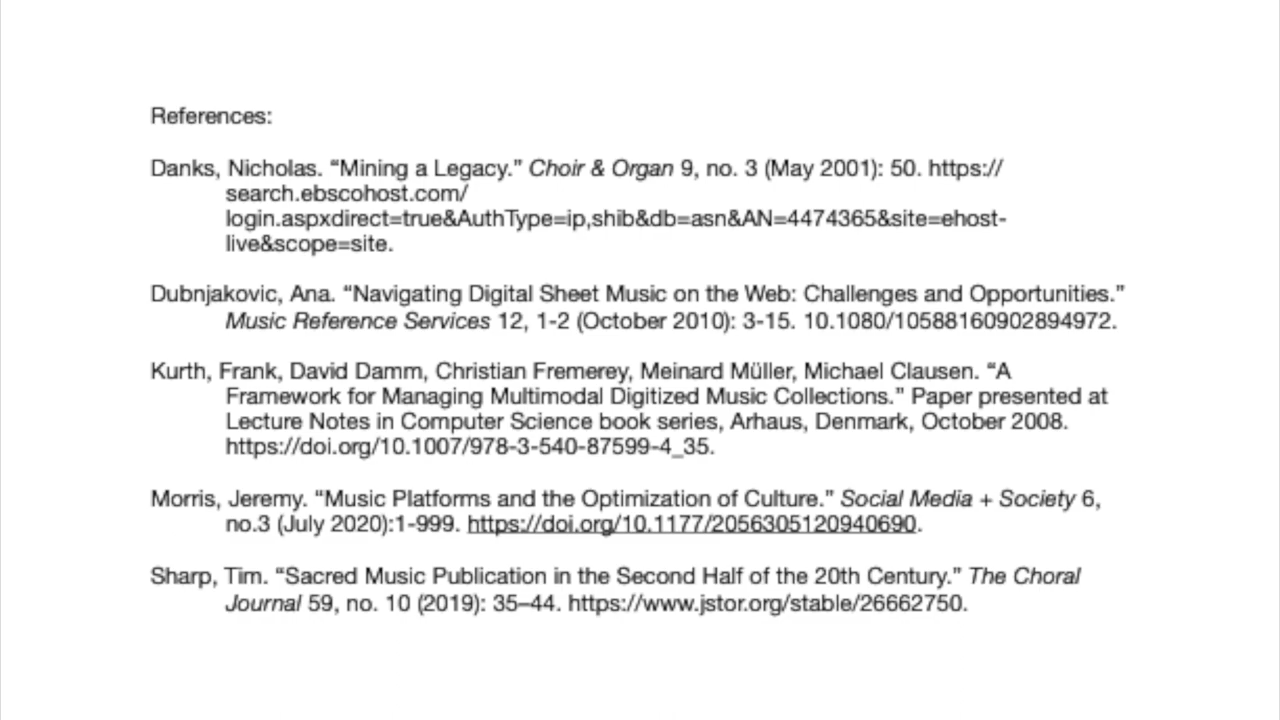 References:
Danks, Nicholas. “Mining a Legacy.” Choir & Organ 9, no. 3 (May 2001): 50. https://
search.ebscohost.com/
login.aspxdirect=true&AuthType=ip,shib&db=asn&AN=4474365&site=ehost-
live&scope=site.
Dubnjakovic, Ana. “Navigating Digital Sheet Music on the Web: Challenges and Opportunities.”
Music Reference Services 12, 1-2 (October 2010): 3-15. 10.1080/10588160902894972.
Kurth, Frank, David Damm, Christian Fremerey, Meinard Müller, Michael Clausen. “A
Framework for Managing Multimodal Digitized Music Collections.” Paper presented at
Lecture Notes in Computer Science book series, Arhaus, Denmark, October 2008.
https://doi.org/10.1007/978-3-540-87599-4_35.
Morris, Jeremy. “Music Platforms and the Optimization of Culture.” Social Media + Society 6,
no.3 (July 2020):1-999. https://doi.org/10.1177/2056305120940690.
Sharp, Tim. “Sacred Music Publication in the Second Half of the 20th Century.” The Choral
Journal 59, no. 10 (2019): 35–44. https://www.jstor.org/stable/26662750.